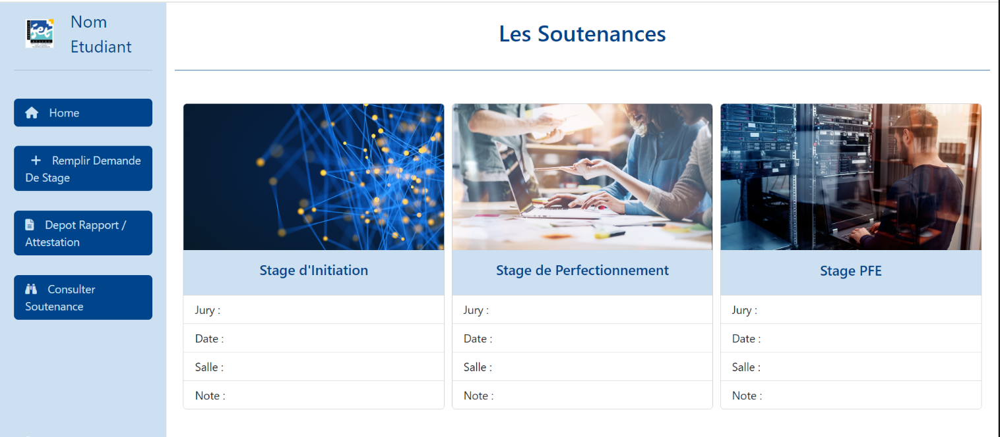 Nom
Etudiant
Les Soutenances
Home
Remplir Demande
De Stage
Depot Rapport /
Attestation
Consulter
Soutenance
Stage d'Initiation
Jury :
Date :
Salle :
Note :
Stage de Perfectionnement
Jury :
Date :
Salle :
Note :
Stage PFE
Jury :
Date :
Salle :
Note :